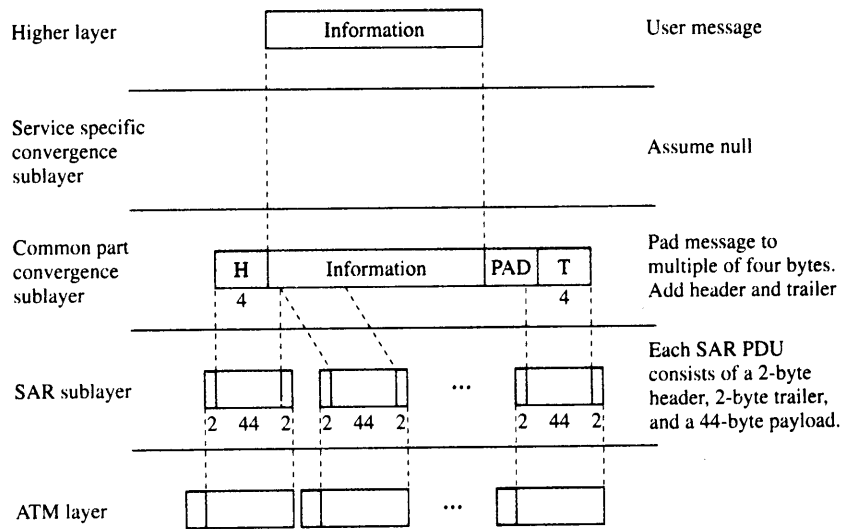 Higher layer
Information
User message
Service specific
convergence
sublayer
Assume null
Common part
convergence
sublayer
H
Information
PAD
T
4
4
Pad message to
multiple of four bytes.
Add header and trailer
SAR sublayer
2 44 2
2 44 2
...
2 44 2
Each SAR PDU
consists of a 2-byte
header, 2-byte trailer,
and a 44-byte payload.
ATM layer
...